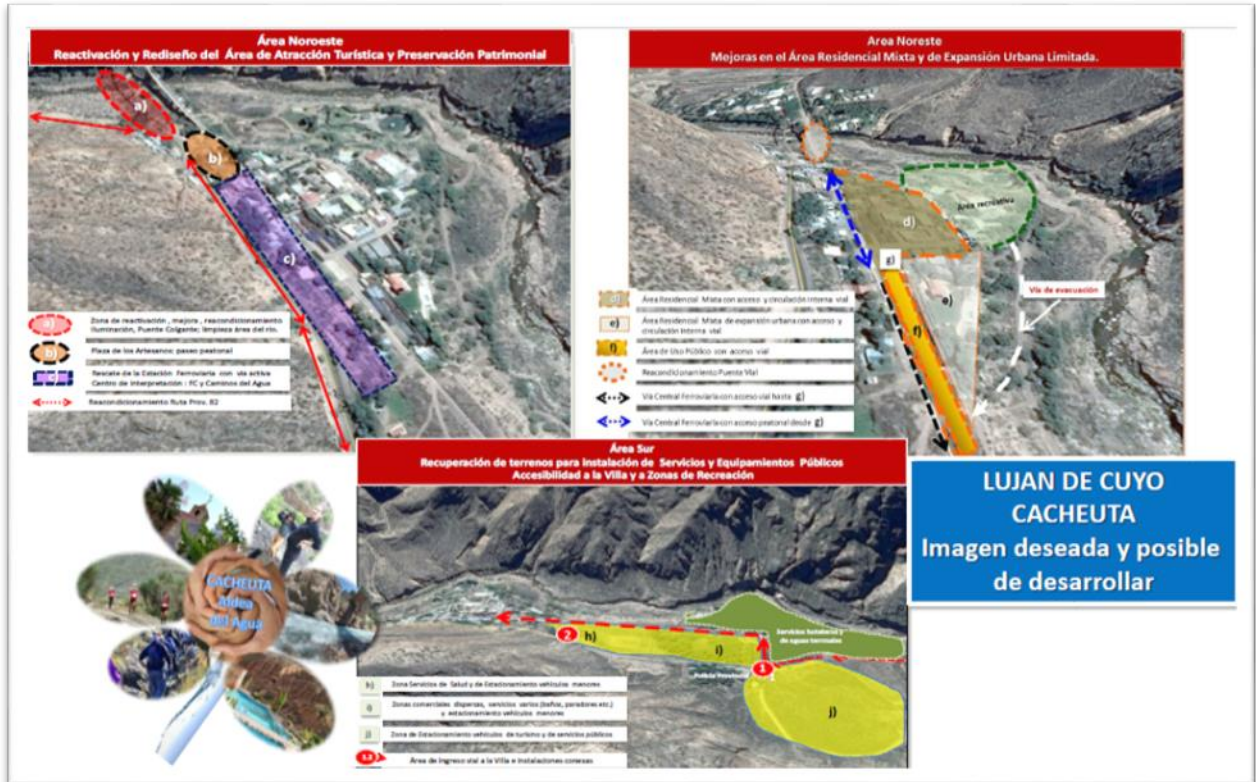 Área Noroeste
Reactivación y Rediseño del Área de Atracción Turística y Preservación Patrimonial
a)
b)
c)
a)
Zona de reactivación , mejora , reacondicionamiento
iluminación, Puente Colgante; limpieza área del río.
b)
Plaza de los Artesanos: paseo peatonal
c)
Rescate de la Estación Ferroviaria con vía activa
Centro de Interpretación : FC y Caminos del Agua
Reacondicionamiento Ruta Prov. 82
Area Noreste
Mejoras en el Área Residencial Mixta y de Expansión Urbana Limitada.
Área recreativa
d)
g)
e)
Vía de evacuación
f)
d)
Área Residencial Mixta con acceso y circulación interna vial
e)
Área Residencial Mixta de expansión urbana con acceso y
circulación interna vial
f)
Área de Uso Público con acceso vial
Reacondicionamiento Puente Vial
Vía Central Ferroviaria con acceso vial hasta g)
Vía Central Ferroviaria con acceso peatonal desde g)
Área Sur
Recuperación de terrenos para instalación de Servicios y Equipamientos Públicos
Accesibilidad a la Villa y a Zonas de Recreación
2
h)
i)
Servicios hoteleros y
de aguas termales
Policía Provincial
1
j)
h)
Zona Servicios de Salud y de Estacionamiento vehículos menores
i)
Zonas comerciales dispersas, servicios varios (baños, paradores etc.)
y estacionamiento vehículos menores
j)
Zona de Estacionamiento vehículos de turismo y de servicios públicos
Área de Ingreso vial a la Villa e Instalaciones conexas
CACHEUTA
Aldea
del Agua
LUJAN DE CUYO
CACHEUTA
Imagen deseada y posible
de desarrollar